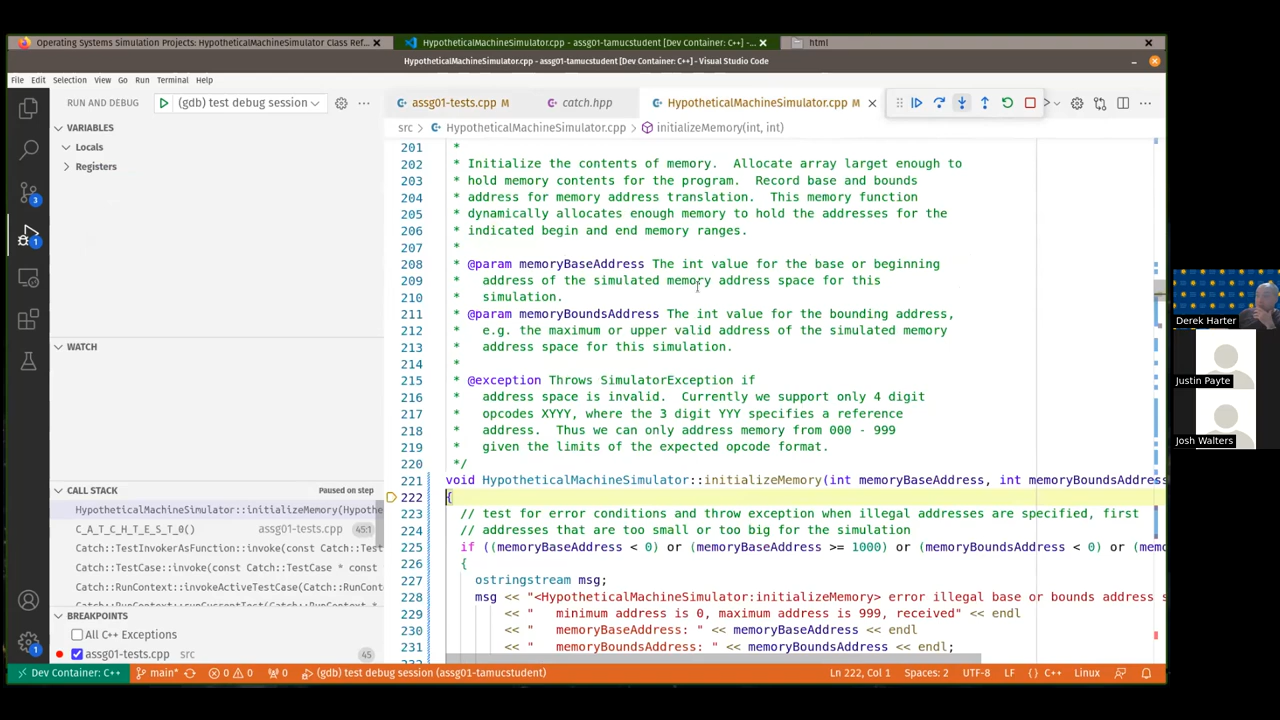 Operating Systems Simulation Projects: HypotheticalMachineSimulator Class Ref...
HypotheticalMachineSimulator.cpp - assg01-tamucstudent [Dev Container: C++] -...
html
HypotheticalMachineSimulator.cpp - assg01-tamucstudent [Dev Container: C++] - Visual Studio Code
File Edit Selection View Go Run Terminal Help
RUN AND DEBUG (gdb) test debug session
assg01-tests.cpp M catch.hpp HypotheticalMachineSimulator.cpp M
src > HypotheticalMachineSimulator.cpp > initializeMemory(int, int)
VARIABLES
Locals
Registers
WATCH
CALL STACK Paused on step
HypotheticalMachineSimulator::initializeMemory(Hypothe
C_A_T_C_H_T_E_S_T_0() assg01-tests.cpp 45:1
Catch::TestInvokerAsFunction::invoke(const Catch::Test
Catch::TestCase::invoke(const Catch::TestCase * const
Catch::RunContext::invokeActiveTestCase(Catch::RunCont
Catch::RunContext::runCurrentTest(Catch::RunContext *
BREAKPOINTS
All C++ Exceptions
assg01-tests.cpp src 45
3
1
1
201 *
202 * Initialize the contents of memory.  Allocate array larget enough to
203 * hold memory contents for the program.  Record base and bounds
204 * address for memory address translation.  This memory function
205 * dynamically allocates enough memory to hold the addresses for the
206 * indicated begin and end memory ranges.
207 *
208 * @param memoryBaseAddress The int value for the base or beginning
209 *   address of the simulated memory address space for this
210 *   simulation.
211 * @param memoryBoundsAddress The int value for the bounding address,
212 *   e.g. the maximum or upper valid address of the simulated memory
213 *   address space for this simulation.
214 *
215 * @exception Throws SimulatorException if
216 *   address space is invalid.  Currently we support only 4 digit
217 *   opcodes XYYY, where the 3 digit YYY specifies a reference
218 *   address.  Thus we can only address memory from 000 - 999
219 *   given the limits of the expected opcode format.
220 */
221 void HypotheticalMachineSimulator::initializeMemory(int memoryBaseAddress, int memoryBoundsAddress
222 {
223 // test for error conditions and throw exception when illegal addresses are specified, first
224 // addresses that are too small or too big for the simulation
225 if ((memoryBaseAddress < 0) or (memoryBaseAddress >= 1000) or (memoryBoundsAddress < 0) or (memo
226 {
227 ostringstream msg;
228 msg << "<HypotheticalMachineSimulator:initializeMemory> error illegal base or bounds address s
229 << "   minimum address is 0, maximum address is 999, received" << endl
230 << "   memoryBaseAddress: " << memoryBaseAddress << endl
231 << "   memoryBoundsAddress: " << memoryBoundsAddress << endl;
Derek Harter
Justin Payte
Josh Walters
Dev Container: C++ main* 0 0 0 (gdb) test debug session (assg01-tamucstudent) Ln 222, Col 1 Spaces: 2 UTF-8 LF {} C++ Linux